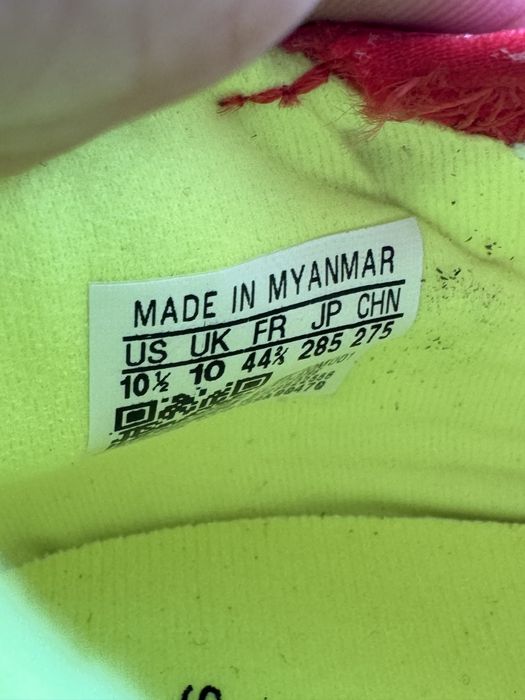 MADE IN MYANMAR
US UK FR JP CHN
10½ 10 44⅔ 285 275